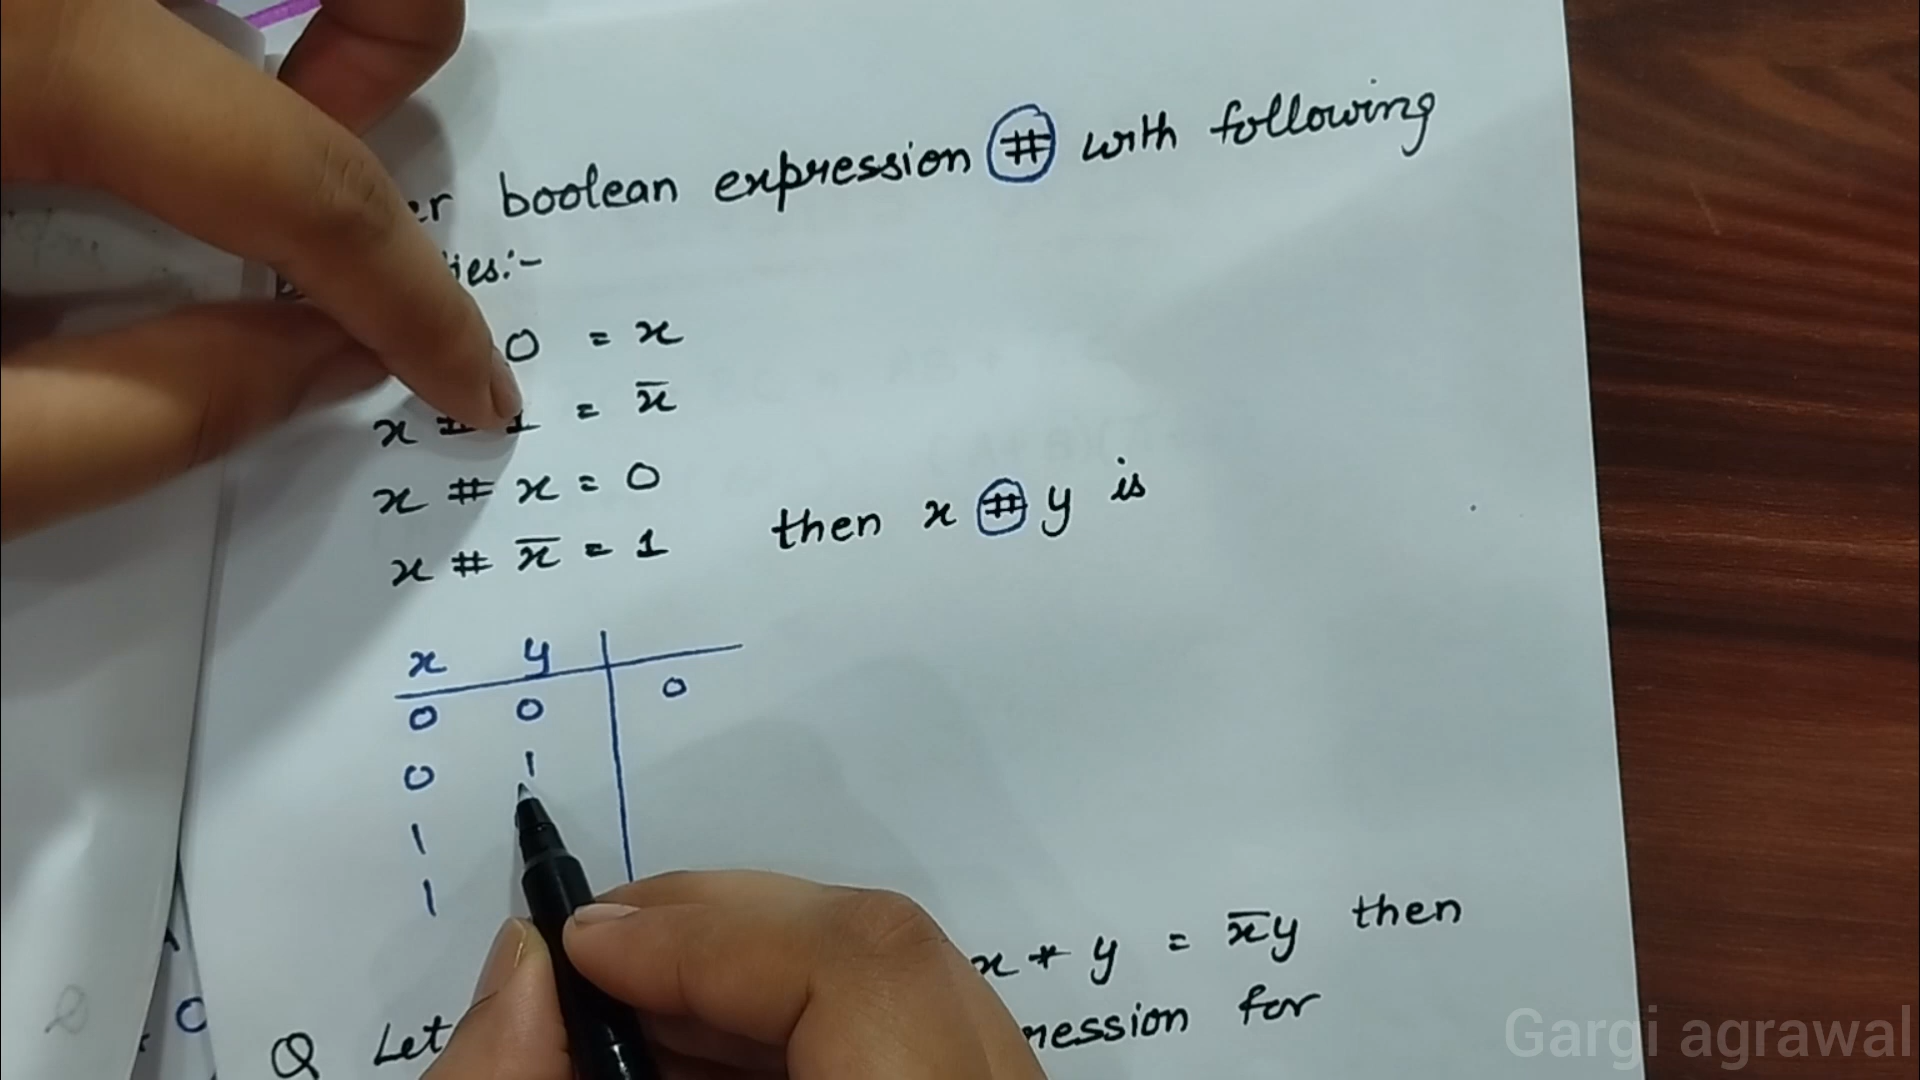 boolean expression # with following
0 = x
x # 1 = x̅
x # x = 0
x # x̅ = 1 then x # y is
x y
0 0 0
0 1
1
1
x * y = x̅y then
Q Let for
Gargi agrawal